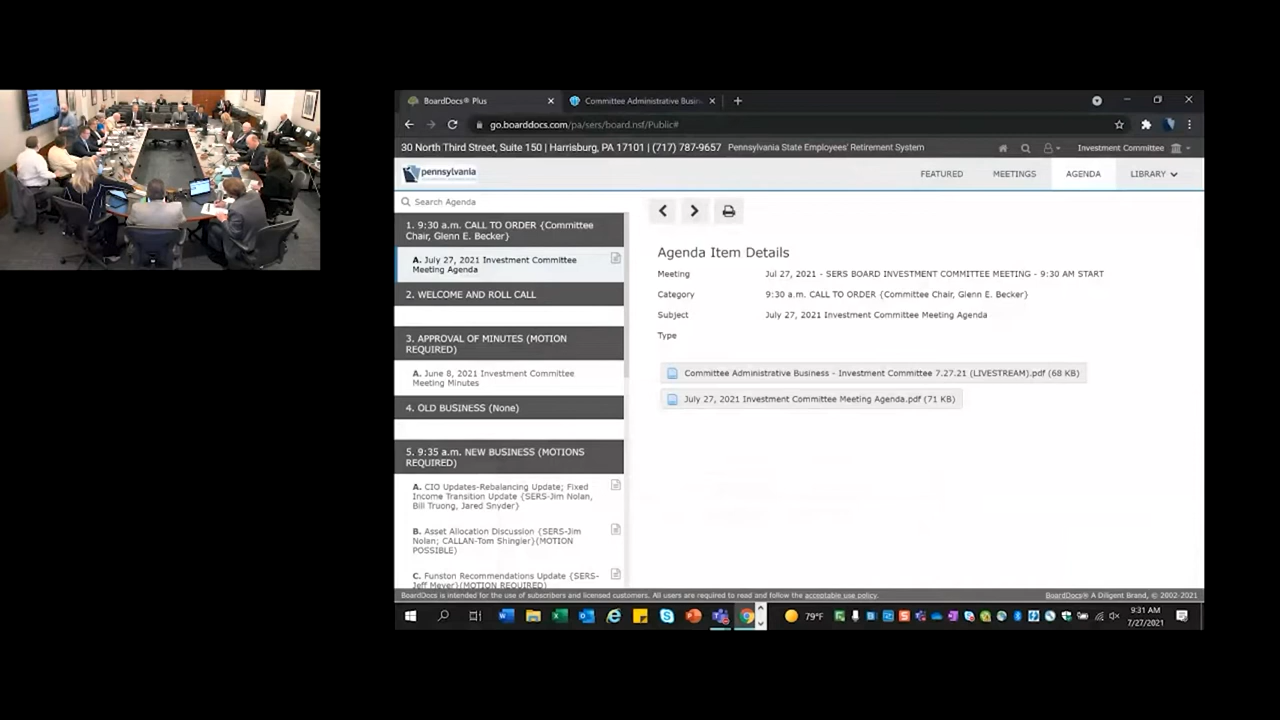 BoardDocs® Plus
Committee Administrative Busin
go.boarddocs.com/pa/sers/board.nsf/Public#
30 North Third Street, Suite 150 | Harrisburg, PA 17101 | (717) 787-9657 Pennsylvania State Employees' Retirement System
Investment Committee
pennsylvania
FEATURED MEETINGS AGENDA LIBRARY
Search Agenda
1. 9:30 a.m. CALL TO ORDER {Committee
Chair, Glenn E. Becker}
A. July 27, 2021 Investment Committee
Meeting Agenda
2. WELCOME AND ROLL CALL
3. APPROVAL OF MINUTES (MOTION
REQUIRED)
A. June 8, 2021 Investment Committee
Meeting Minutes
4. OLD BUSINESS (None)
5. 9:35 a.m. NEW BUSINESS (MOTIONS
REQUIRED)
A. CIO Updates-Rebalancing Update; Fixed
Income Transition Update {SERS-Jim Nolan,
Bill Truong, Jared Snyder}
B. Asset Allocation Discussion {SERS-Jim
Nolan; CALLAN-Tom Shingler}(MOTION
POSSIBLE)
C. Funston Recommendations Update {SERS-
Jeff Meyer}(MOTION REQUIRED)
Agenda Item Details
Meeting Jul 27, 2021 - SERS BOARD INVESTMENT COMMITTEE MEETING - 9:30 AM START
Category 9:30 a.m. CALL TO ORDER {Committee Chair, Glenn E. Becker}
Subject July 27, 2021 Investment Committee Meeting Agenda
Type
Committee Administrative Business - Investment Committee 7.27.21 (LIVESTREAM).pdf (68 KB)
July 27, 2021 Investment Committee Meeting Agenda.pdf (71 KB)
BoardDocs is intended for the use of subscribers and licensed customers. All users are required to read and follow the acceptable use policy.
BoardDocs® A Diligent Brand, © 2002-2021
79°F
9:31 AM
7/27/2021